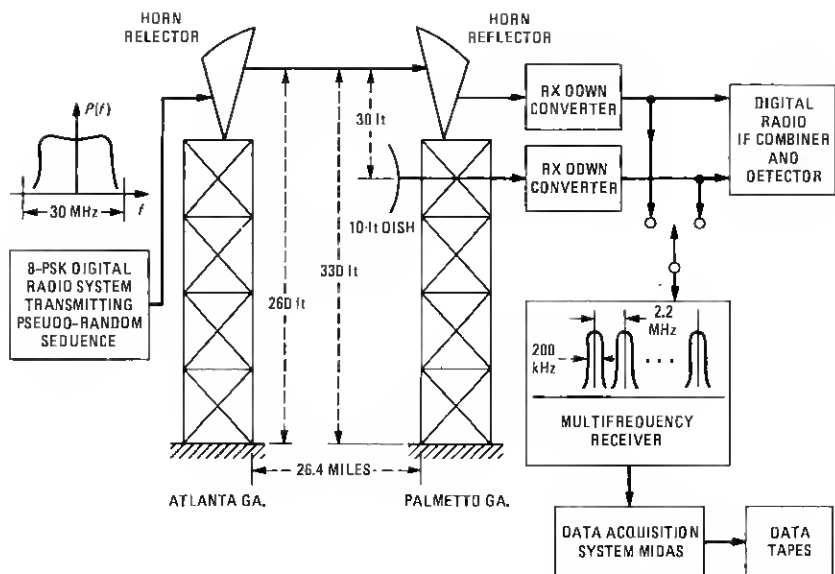 HORN
RELECTOR
HORN
REFLECTOR
P(f)
f
30 MHz
8-PSK DIGITAL
RADIO SYSTEM
TRANSMITTING
PSEUDO-RANDOM
SEQUENCE
260 ft
330 ft
30 ft
10-ft DISH
26.4 MILES
ATLANTA GA.
PALMETTO GA.
RX DOWN
CONVERTER
RX DOWN
CONVERTER
DIGITAL
RADIO
IF COMBINER
AND
DETECTOR
2.2
MHz
200
kHz
...
MULTIFREQUENCY
RECEIVER
DATA ACQUISITION
SYSTEM MIDAS
DATA
TAPES